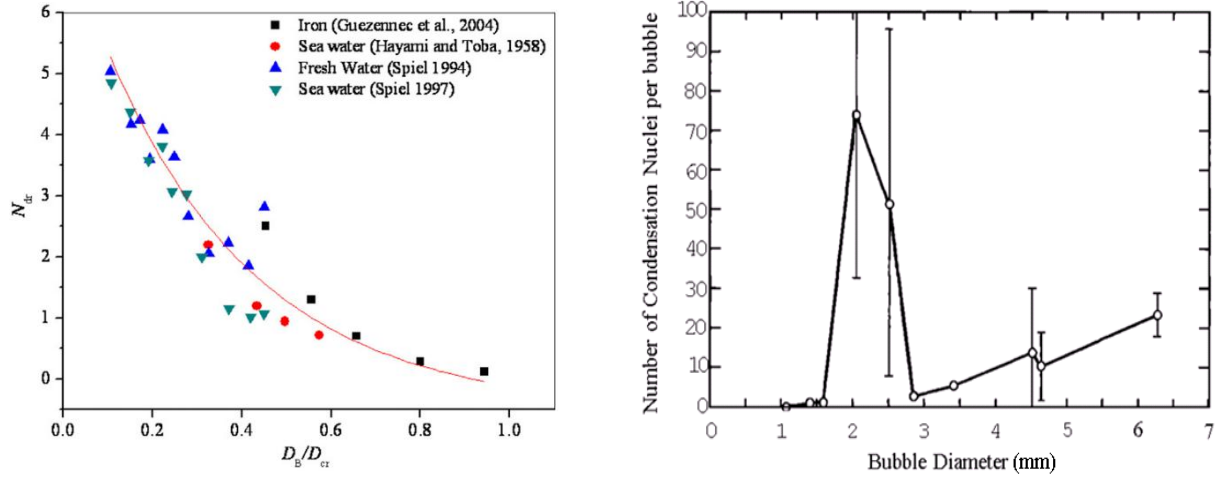 Iron (Guezennec et al., 2004)
Sea water (Hayami and Toba, 1958)
Fresh Water (Spiel 1994)
Sea water (Spiel 1997)
6
5
4
3
2
1
0
N_dr
0.0 0.2 0.4 0.6 0.8 1.0
D_B/D_cr
100
90
80
70
60
50
40
30
20
10
0
Number of Condensation Nuclei per bubble
0 1 2 3 4 5 6 7
Bubble Diameter (mm)